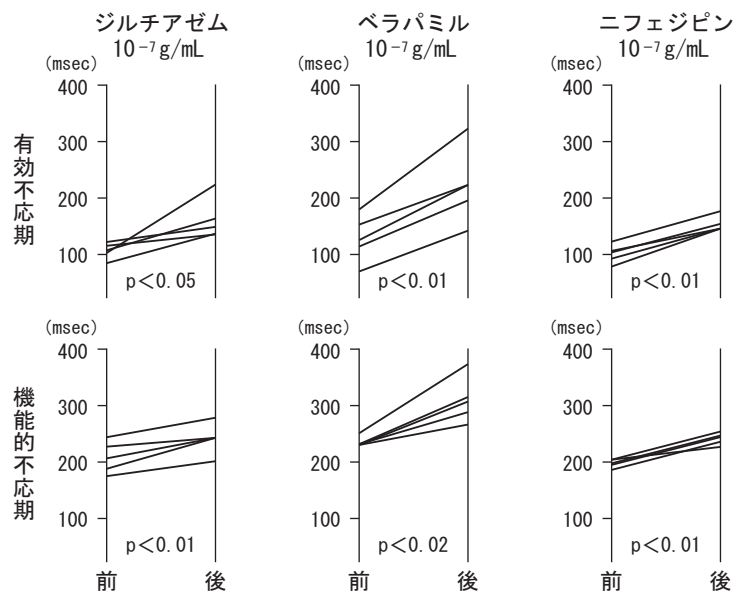 ジルチアゼム
10⁻⁷g/mL
ベラパミル
10⁻⁷g/mL
ニフェジピン
10⁻⁷g/mL
有効不応期
(msec)
400
300
200
100
p<0.05
(msec)
400
300
200
100
p<0.01
(msec)
400
300
200
100
p<0.01
機能的不応期
(msec)
400
300
200
100
p<0.01
前
後
(msec)
400
300
200
100
p<0.02
前
後
(msec)
400
300
200
100
p<0.01
前
後